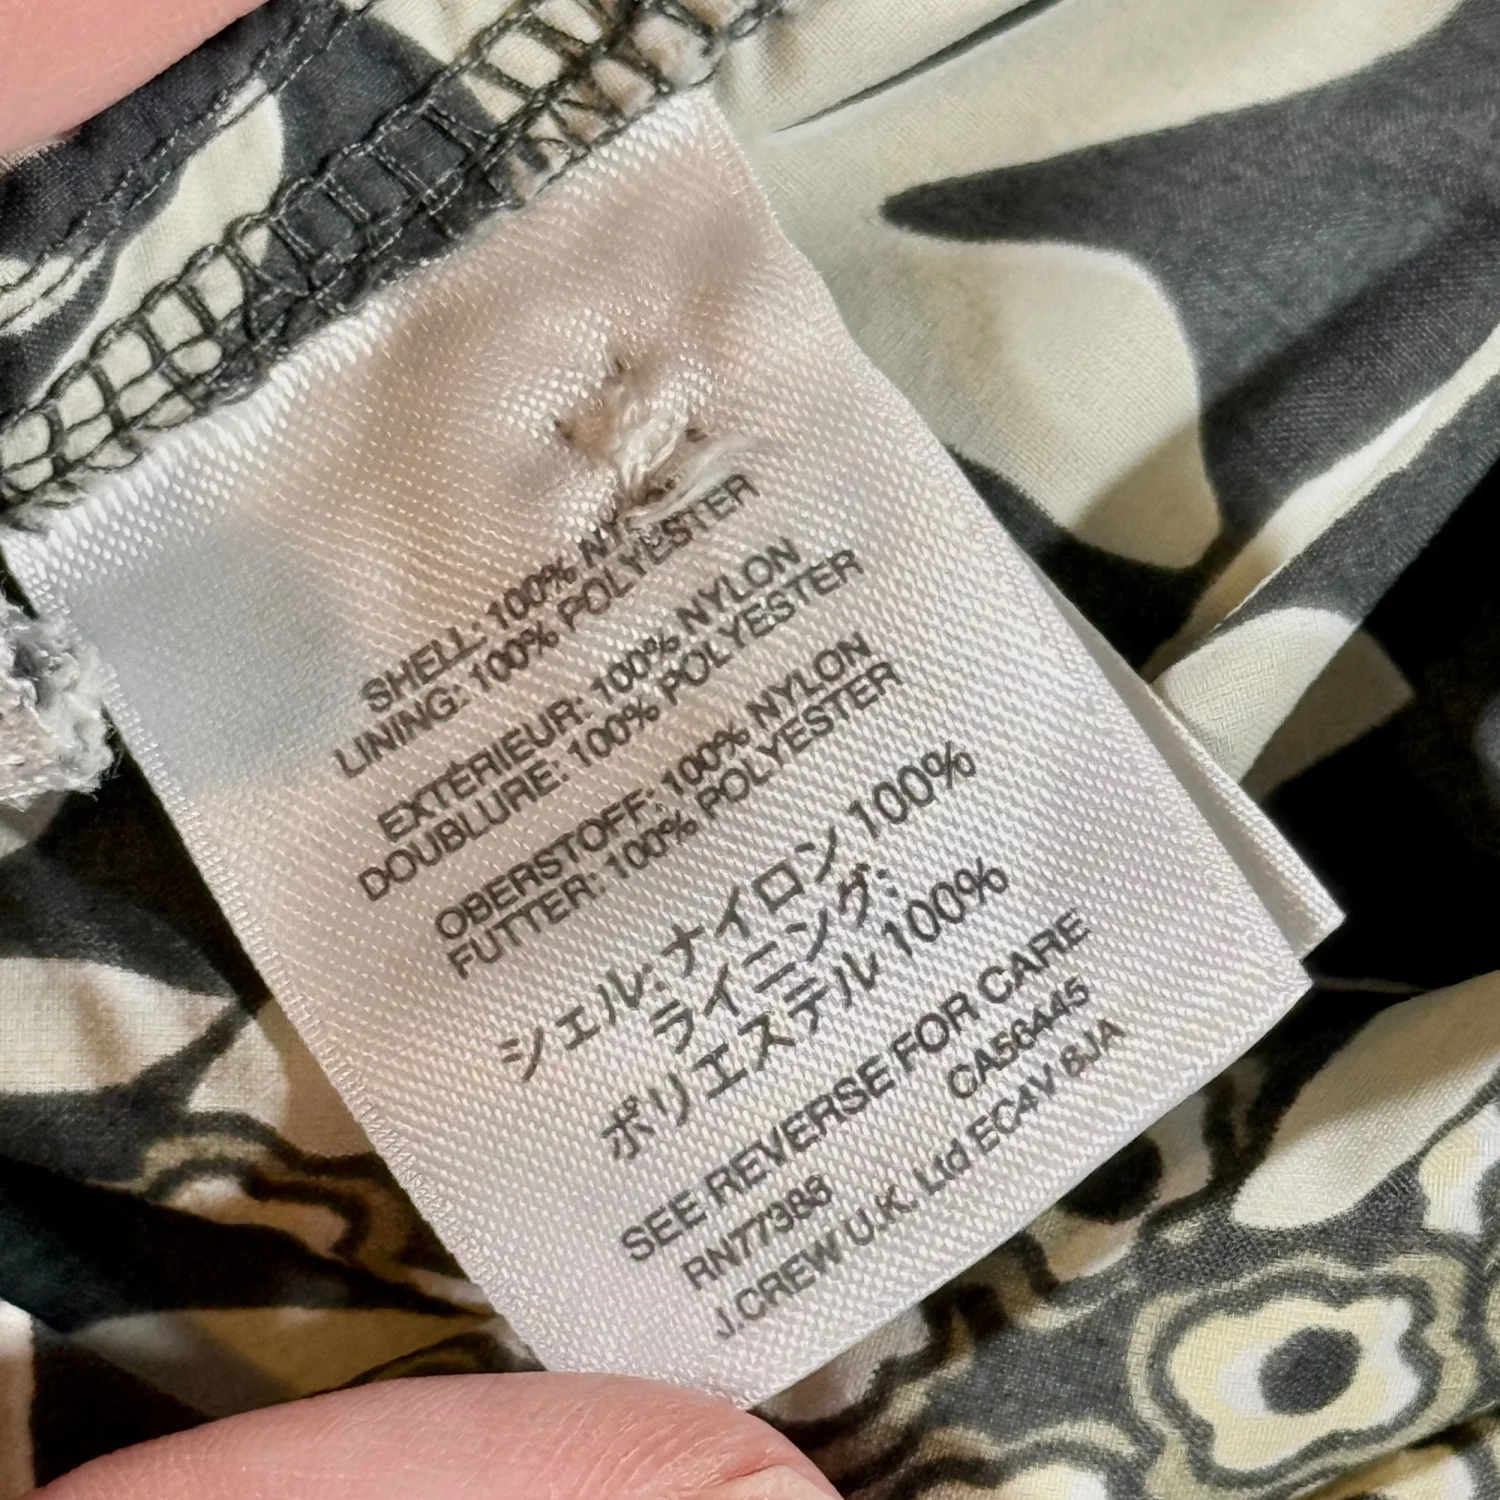 SHELL: 100% NY
LINING: 100% POLYESTER
EXTÉRIEUR: 100% NYLON
DOUBLURE: 100% POLYESTER
OBERSTOFF: 100% NYLON
FUTTER: 100% POLYESTER
シェル: ナイロン 100%
ライニング:
ポリエステル 100%
SEE REVERSE FOR CARE
RN77388 CA56445
J.CREW U.K. Ltd EC4V 6JA